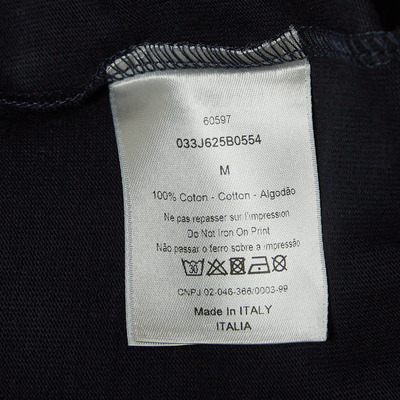 60597
033J625B0554
M
100% Coton - Cotton - Algodão
Ne pas repasser sur l'impression
Do Not Iron On Print
Não passar o ferro sobre a impressão
30
CNPJ 02-046-366/0003-99
Made In ITALY
ITALIA